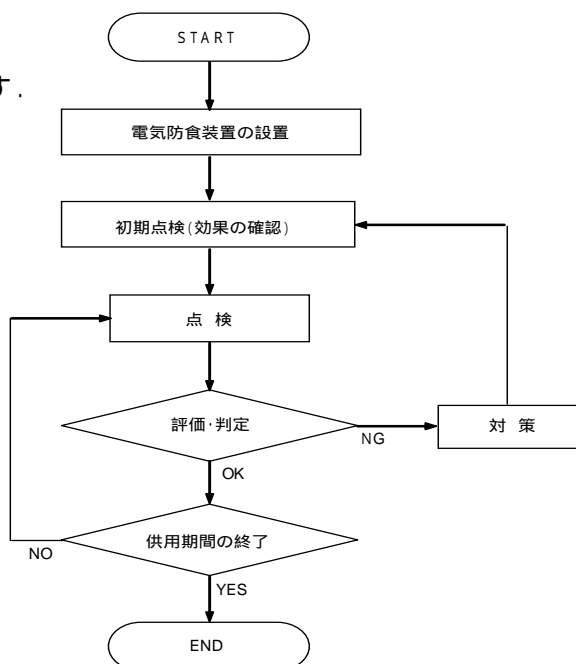 START
す.
電気防食装置の設置
初期点検(効果の確認)
点 検
評価・判定
NG
対 策
OK
供用期間の終了
NO
YES
END